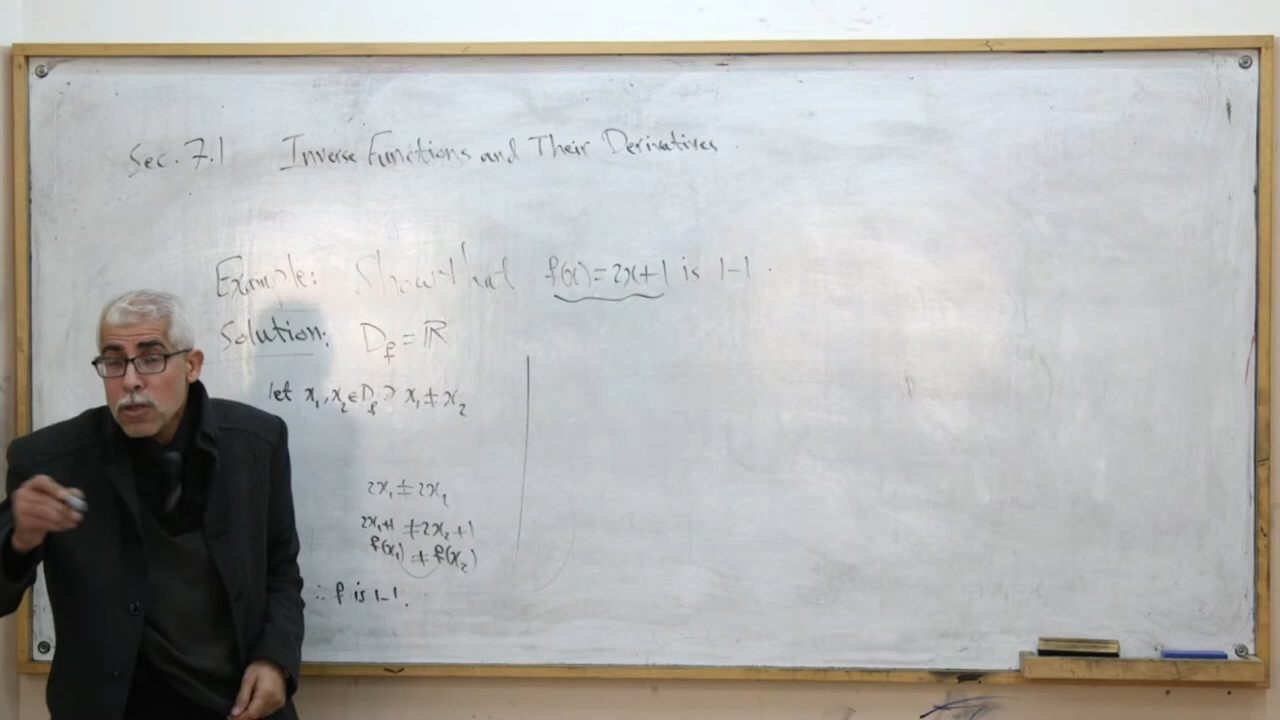 Sec. 7.1 Inverse Functions and Their Derivatives
Example: Show that f(x) = 2x+1 is 1-1.
Solution: D_f = ℝ
let x₁, x₂ ∈ D_f ∋ x₁ ≠ x₂
2x₁ ≠ 2x₂
2x₁+1 ≠ 2x₂+1
f(x₁) ≠ f(x₂)
∴ f is 1-1.